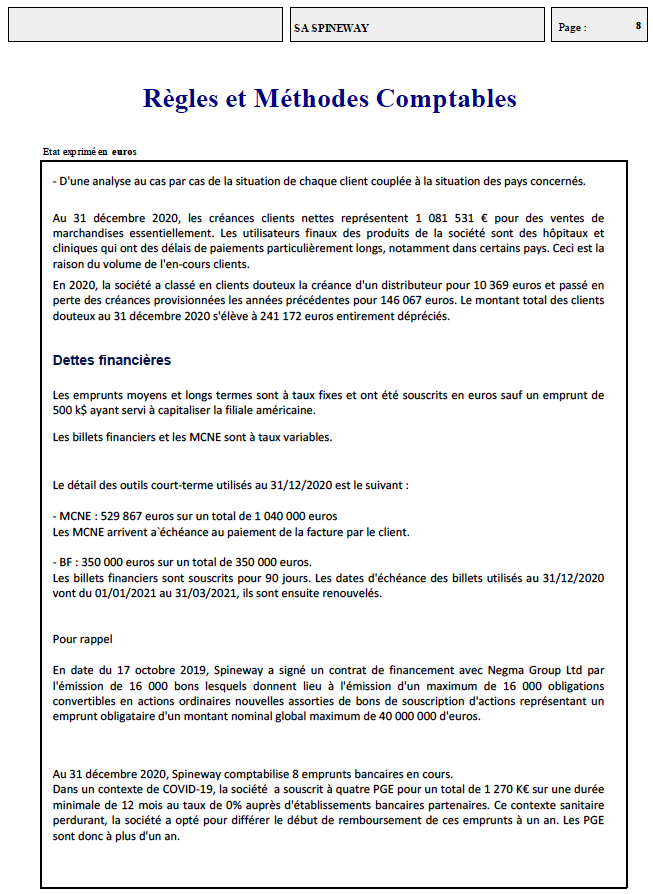 SA SPINEWAY
Page : 8
Règles et Méthodes Comptables
Etat exprimé en euros
- D'une analyse au cas par cas de la situation de chaque client couplée à la situation des pays concernés.
Au 31 décembre 2020, les créances clients nettes représentent 1 081 531 € pour des ventes de
marchandises essentiellement. Les utilisateurs finaux des produits de la société sont des hôpitaux et
cliniques qui ont des délais de paiements particulièrement longs, notamment dans certains pays. Ceci est la
raison du volume de l'en-cours clients.
En 2020, la société a classé en clients douteux la créance d'un distributeur pour 10 369 euros et passé en
perte des créances provisionnées les années précédentes pour 146 067 euros. Le montant total des clients
douteux au 31 décembre 2020 s'élève à 241 172 euros entirement dépréciés.
Dettes financières
Les emprunts moyens et longs termes sont à taux fixes et ont été souscrits en euros sauf un emprunt de
500 k$ ayant servi à capitaliser la filiale américaine.
Les billets financiers et les MCNE sont à taux variables.
Le détail des outils court-terme utilisés au 31/12/2020 est le suivant :
- MCNE : 529 867 euros sur un total de 1 040 000 euros
Les MCNE arrivent a`échéance au paiement de la facture par le client.
- BF : 350 000 euros sur un total de 350 000 euros.
Les billets financiers sont souscrits pour 90 jours. Les dates d'échéance des billets utilisés au 31/12/2020
vont du 01/01/2021 au 31/03/2021, ils sont ensuite renouvelés.
Pour rappel
En date du 17 octobre 2019, Spineway a signé un contrat de financement avec Negma Group Ltd par
l'émission de 16 000 bons lesquels donnent lieu à l'émission d'un maximum de 16 000 obligations
convertibles en actions ordinaires nouvelles assorties de bons de souscription d'actions représentant un
emprunt obligataire d'un montant nominal global maximum de 40 000 000 d'euros.
Au 31 décembre 2020, Spineway comptabilise 8 emprunts bancaires en cours.
Dans un contexte de COVID-19, la société a souscrit à quatre PGE pour un total de 1 270 K€ sur une durée
minimale de 12 mois au taux de 0% auprès d'établissements bancaires partenaires. Ce contexte sanitaire
perdurant, la société a opté pour différer le début de remboursement de ces emprunts à un an. Les PGE
sont donc à plus d'un an.